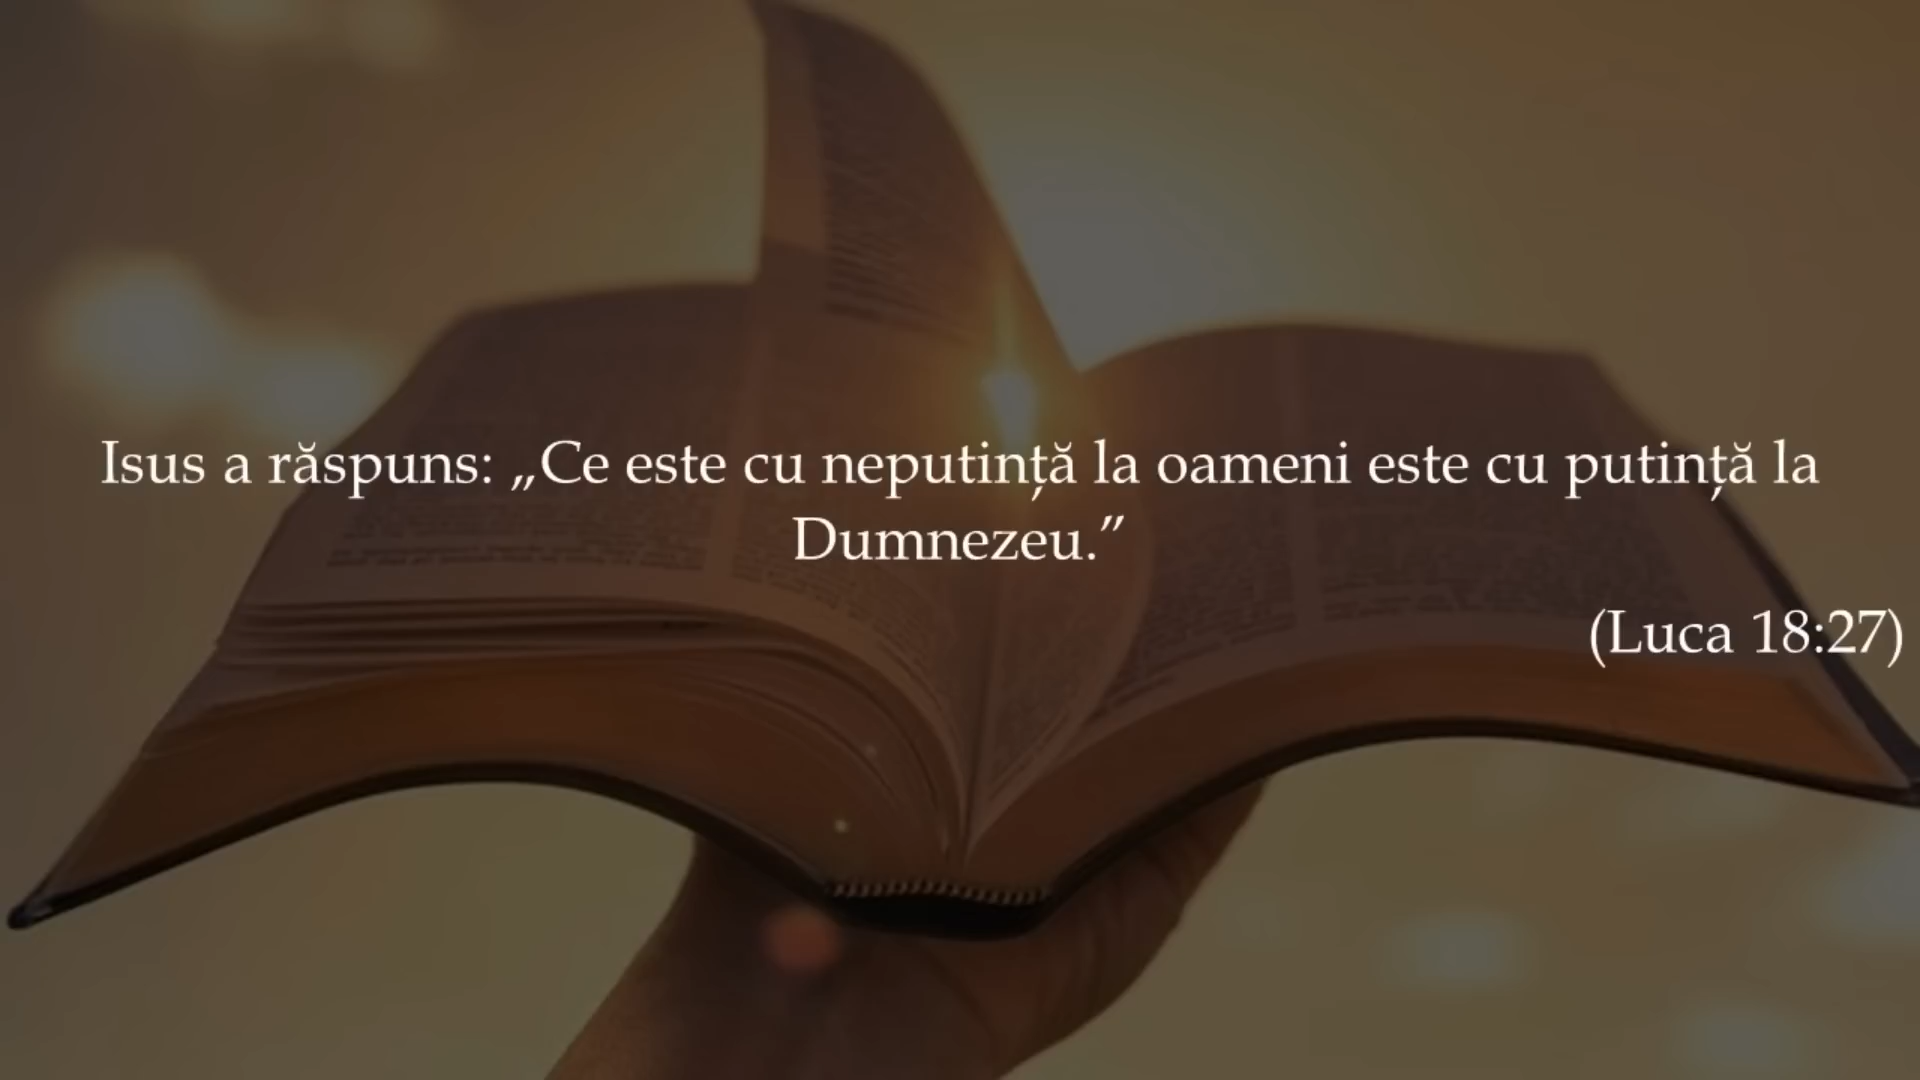 Isus a răspuns: „Ce este cu neputință la oameni este cu putință la
Dumnezeu.”
(Luca 18:27)